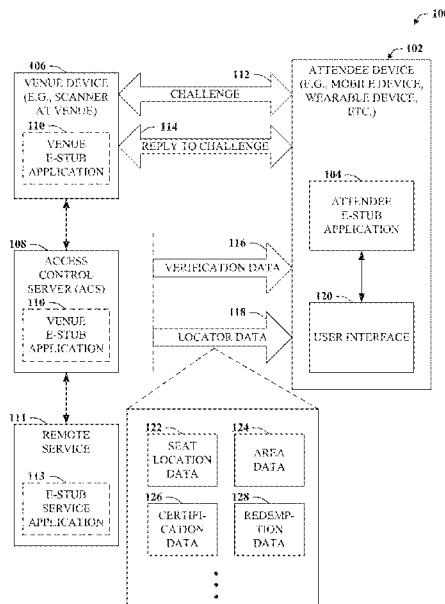 100
106
VENUE DEVICE
(E.G., SCANNER
AT VENUE)
110
VENUE
E-STUB
APPLICATION
112
CHALLENGE
114
REPLY TO CHALLENGE
102
ATTENDEE DEVICE
(E.G., MOBILE DEVICE,
WEARABLE DEVICE,
ETC.)
104
ATTENDEE
E-STUB
APPLICATION
108
ACCESS
CONTROL
SERVER (ACS)
110
VENUE
E-STUB
APPLICATION
116
VERIFICATION DATA
118
LOCATOR DATA
120
USER INTERFACE
111
REMOTE
SERVICE
113
E-STUB
SERVICE
APPLICATION
122
SEAT
LOCATION
DATA
124
AREA
DATA
126
CERTIFI-
CATION
DATA
128
REDEMP-
TION
DATA